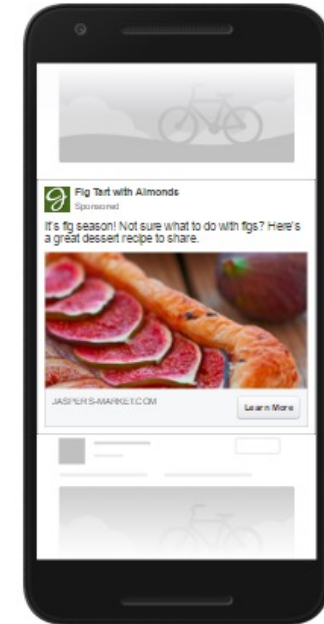 Fig Tart with Almonds
Sponsored
It's fig season! Not sure what to do with figs? Here's
a great dessert recipe to share.
JASPERS-MARKET.COM
Learn More